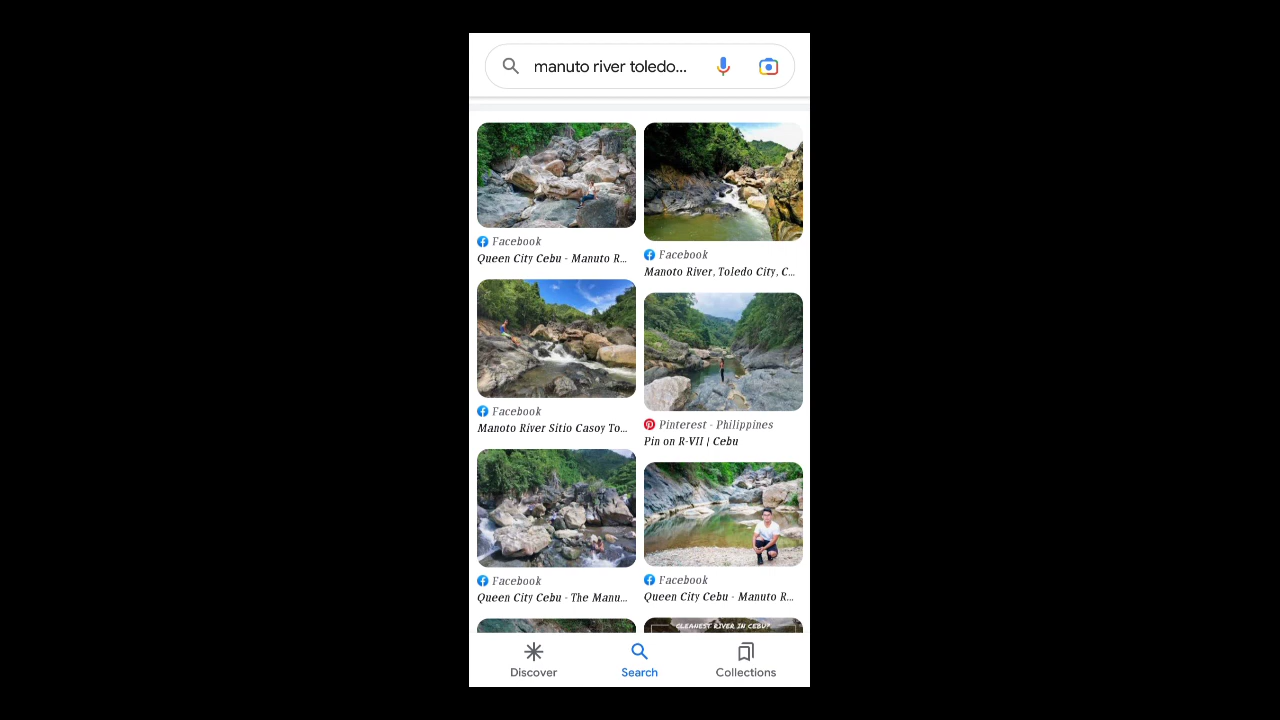 manuto river toledo...
Facebook
Queen City Cebu - Manuto R...
Facebook
Manoto River, Toledo City, C...
Facebook
Manoto River Sitio Casoy To...
Pinterest - Philippines
Pin on R-VII | Cebu
Facebook
Queen City Cebu - The Manu...
Facebook
Queen City Cebu - Manuto R...
CLEANEST RIVER IN CEBU?
Discover
Search
Collections